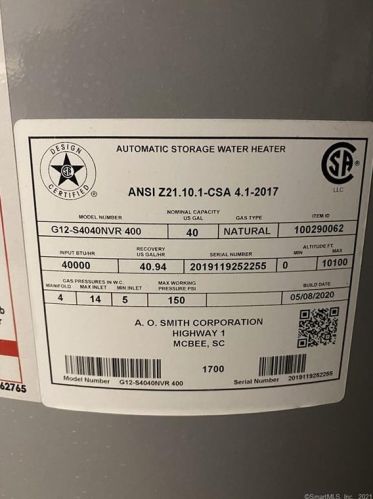 DESIGN
CERTIFIED
AUTOMATIC STORAGE WATER HEATER
ANSI Z21.10.1-CSA 4.1-2017
LLC
MODEL NUMBER NOMINAL CAPACITY US GAL GAS TYPE ITEM ID
G12-S4040NVR 400 40 NATURAL 100290062
INPUT BTU/HR RECOVERY US GAL/HR SERIAL NUMBER ALTITUDE FT. MIN MAX
40000 40.94 2019119252255 0 10100
GAS PRESSURES IN W.C. MANIFOLD MAX INLET MIN INLET MAX WORKING PRESSURE PSI BUILD DATE
4 14 5 150 05/08/2020
A. O. SMITH CORPORATION
HIGHWAY 1
MCBEE, SC
1700
Model Number G12-S4040NVR 400 Serial Number 2019119252255
62765
©SmartMLS, Inc. 2021